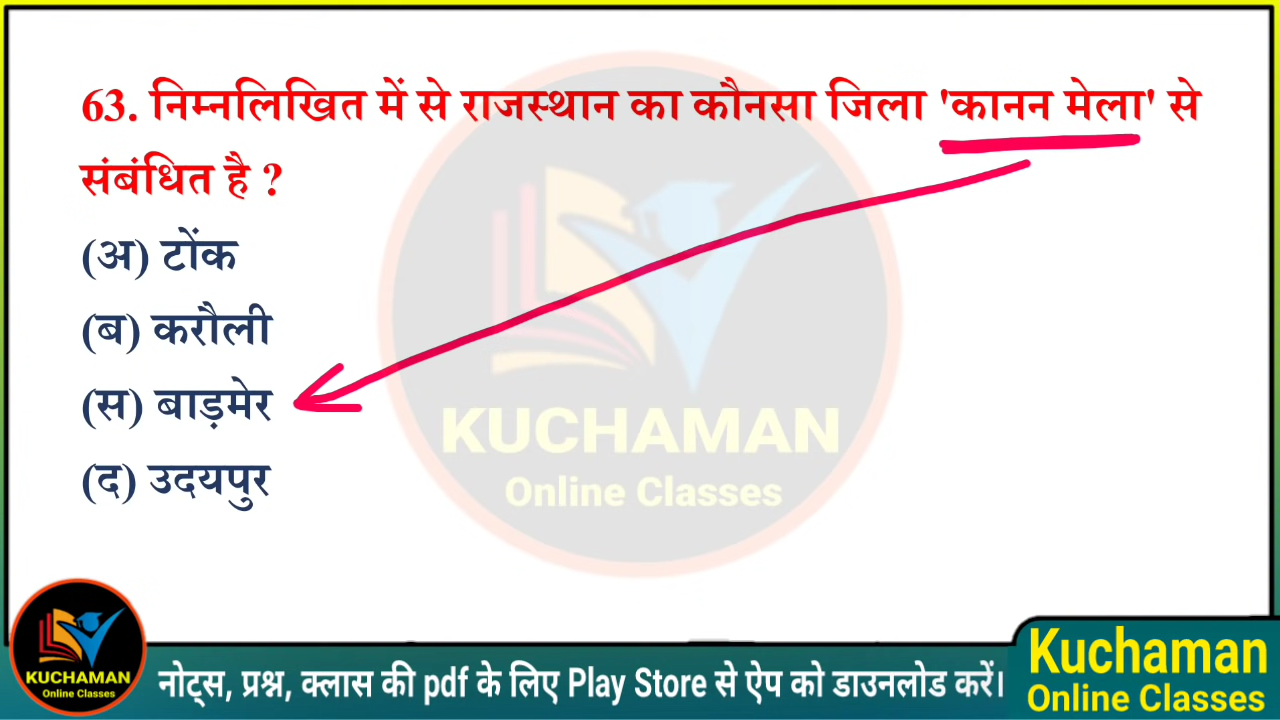 63. निम्नलिखित में से राजस्थान का कौनसा जिला 'कानन मेला' से
संबंधित है ?
(अ) टोंक
(ब) करौली
(स) बाड़मेर
(द) उदयपुर
KUCHAMAN
Online Classes
KUCHAMAN
Online Classes
नोट्स, प्रश्न, क्लास की pdf के लिए Play Store से ऐप को डाउनलोड करें।
Kuchaman
Online Classes